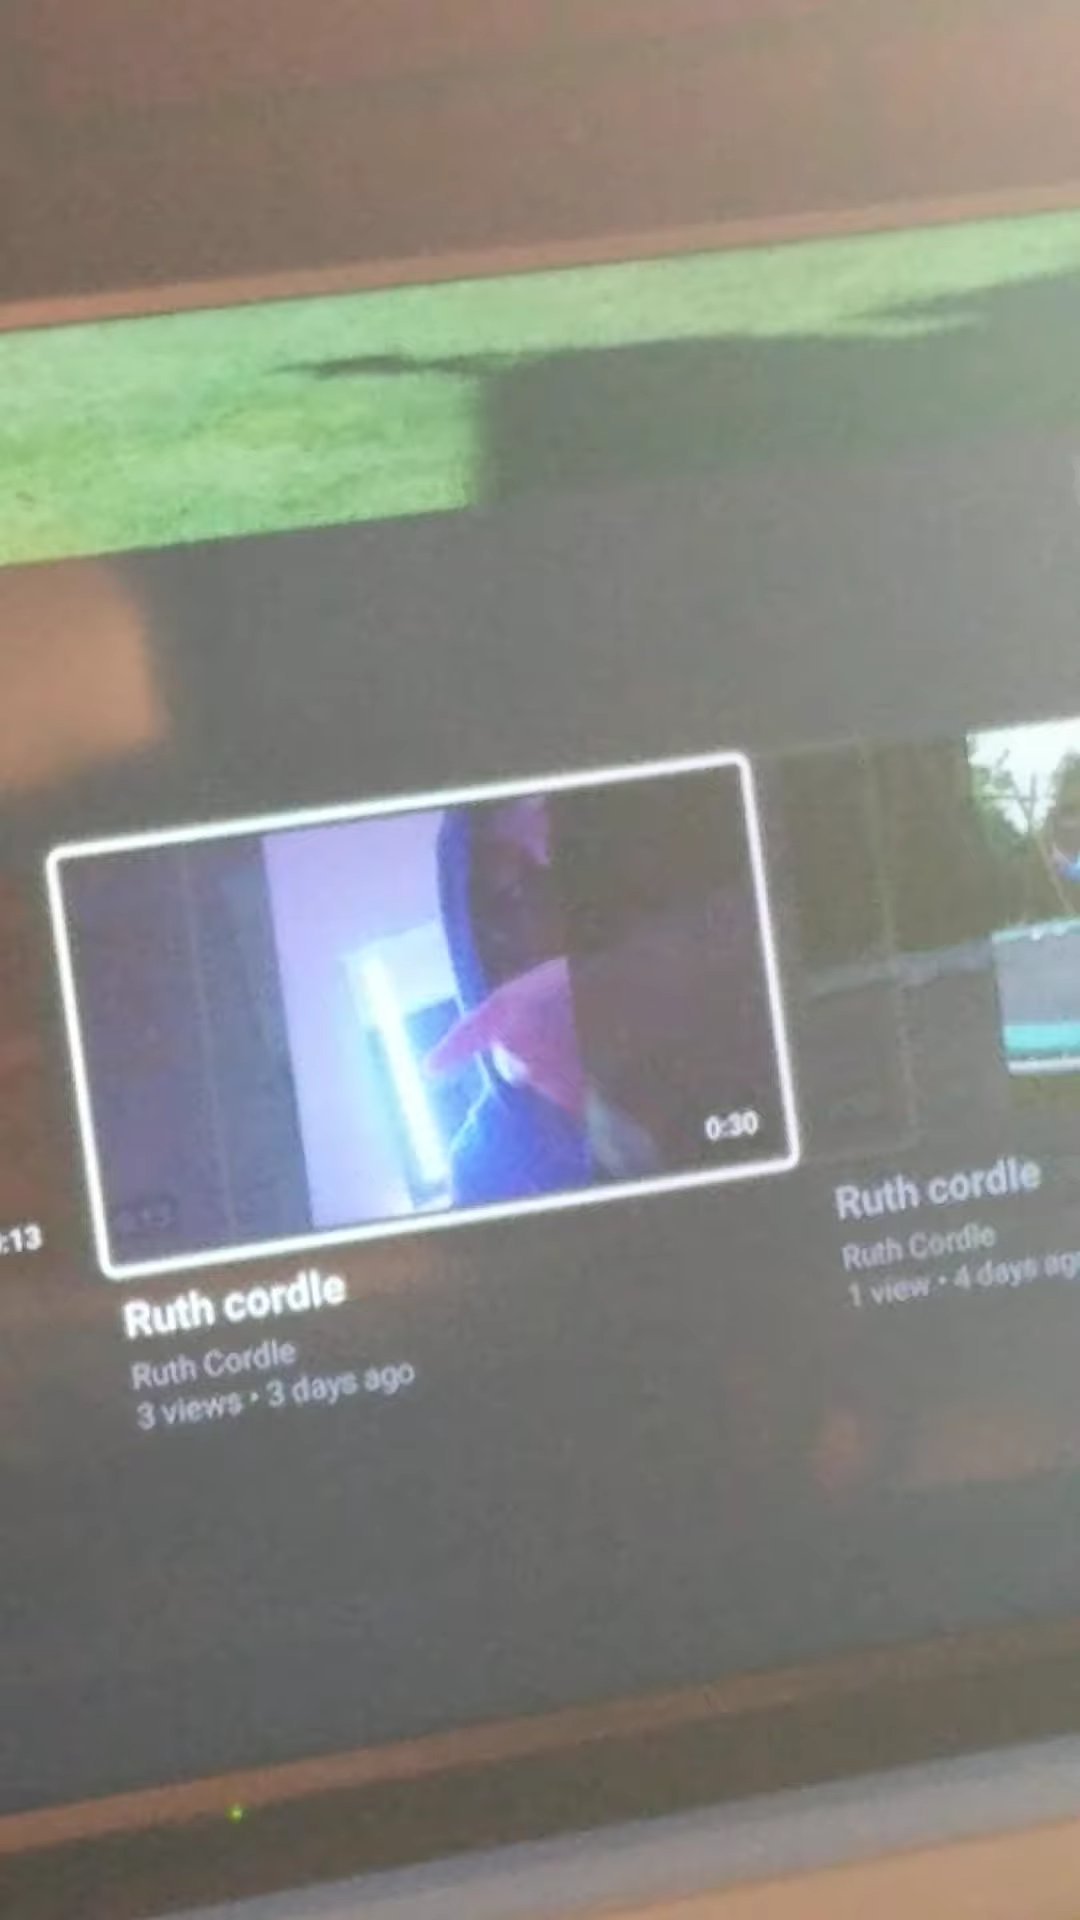 :13
0:30
Ruth cordle
Ruth Cordle
3 views • 3 days ago
Ruth cordle
Ruth Cordle
1 view • 4 days ago